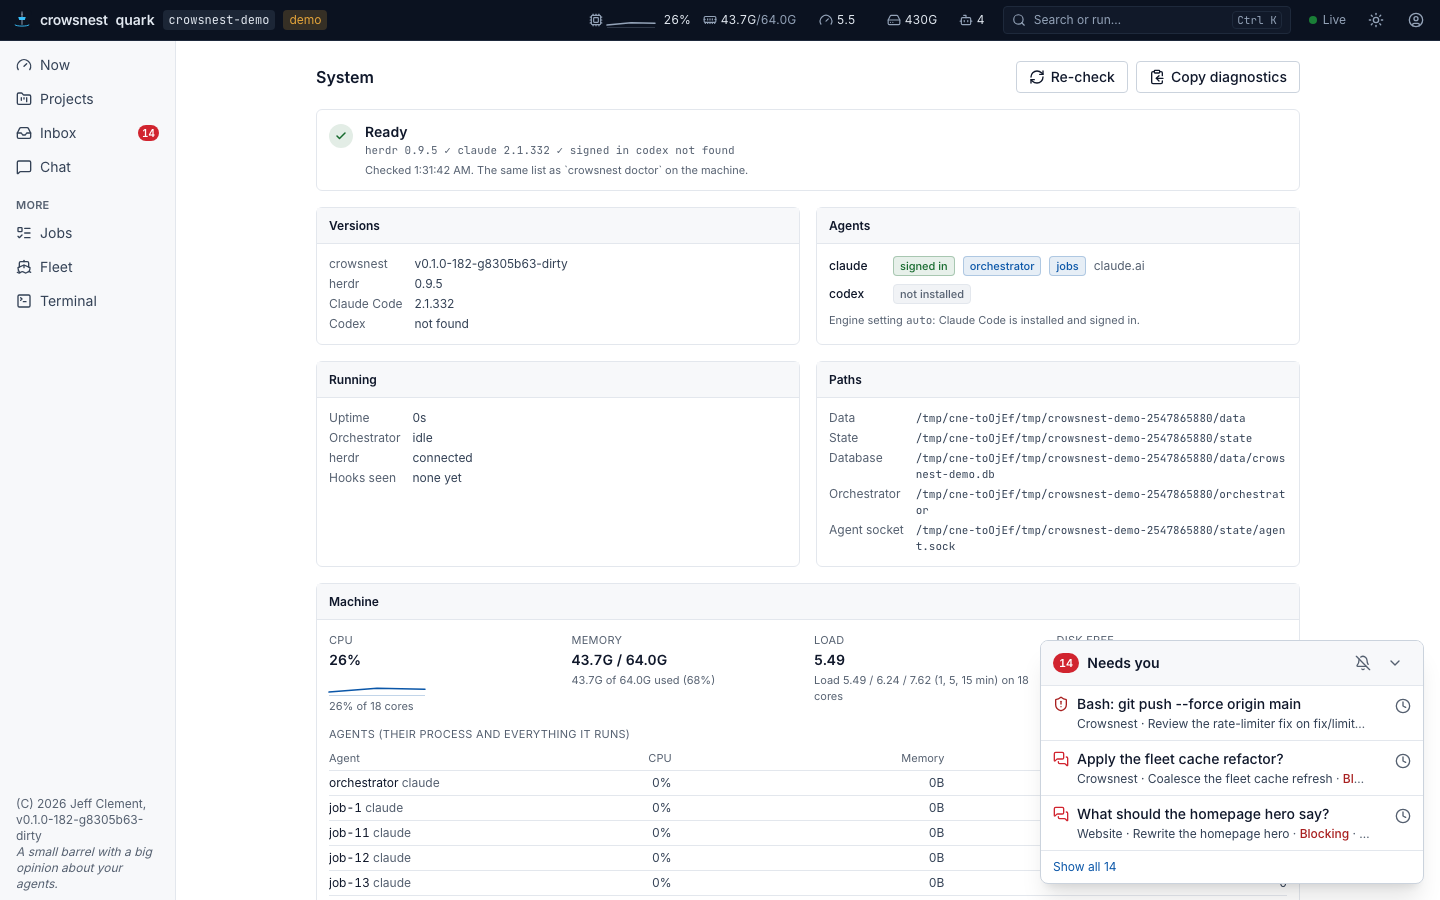 crowsnest quark crowsnest-demo demo 26% 43.7G/64.0G 5.5 430G 4 Search or run... Ctrl K Live
Now
Projects
Inbox 14
Chat
MORE
Jobs
Fleet
Terminal
(C) 2026 Jeff Clement,
v0.1.0-182-g8305b63-
dirty
A small barrel with a big
opinion about your
agents.
System
Re-check
Copy diagnostics
Ready
herdr 0.9.5 ✓ claude 2.1.332 ✓ signed in codex not found
Checked 1:31:42 AM. The same list as `crowsnest doctor` on the machine.
Versions
crowsnest v0.1.0-182-g8305b63-dirty
herdr 0.9.5
Claude Code 2.1.332
Codex not found
Agents
claude signed in orchestrator jobs claude.ai
codex not installed
Engine setting auto: Claude Code is installed and signed in.
Running
Uptime 0s
Orchestrator idle
herdr connected
Hooks seen none yet
Paths
Data /tmp/cne-toOjEf/tmp/crowsnest-demo-2547865880/data
State /tmp/cne-toOjEf/tmp/crowsnest-demo-2547865880/state
Database /tmp/cne-toOjEf/tmp/crowsnest-demo-2547865880/data/crows
nest-demo.db
Orchestrator /tmp/cne-toOjEf/tmp/crowsnest-demo-2547865880/orchestrat
or
Agent socket /tmp/cne-toOjEf/tmp/crowsnest-demo-2547865880/state/agen
t.sock
Machine
CPU
26%
26% of 18 cores
MEMORY
43.7G / 64.0G
43.7G of 64.0G used (68%)
LOAD
5.49
Load 5.49 / 6.24 / 7.62 (1, 5, 15 min) on 18
cores
DISK FREE
AGENTS (THEIR PROCESS AND EVERYTHING IT RUNS)
Agent CPU Memory
orchestrator claude 0% 0B
job-1 claude 0% 0B
job-11 claude 0% 0B
job-12 claude 0% 0B
job-13 claude 0% 0B
14 Needs you
Bash: git push --force origin main
Crowsnest · Review the rate-limiter fix on fix/limit...
Apply the fleet cache refactor?
Crowsnest · Coalesce the fleet cache refresh · Bl...
What should the homepage hero say?
Website · Rewrite the homepage hero · Blocking · ...
Show all 14